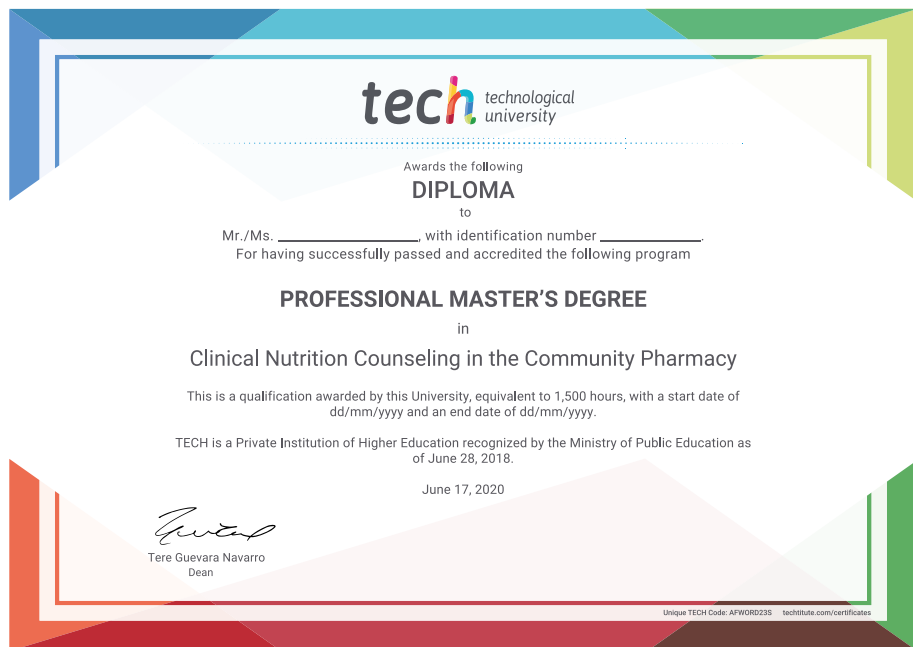 tech technological
university
Awards the following
DIPLOMA
to
Mr./Ms. ____________________, with identification number ______________.
For having successfully passed and accredited the following program
PROFESSIONAL MASTER'S DEGREE
in
Clinical Nutrition Counseling in the Community Pharmacy
This is a qualification awarded by this University, equivalent to 1,500 hours, with a start date of
dd/mm/yyyy and an end date of dd/mm/yyyy.
TECH is a Private Institution of Higher Education recognized by the Ministry of Public Education as
of June 28, 2018.
June 17, 2020
Tere Guevara Navarro
Dean
Unique TECH Code: AFWORD23S techtitute.com/certificates